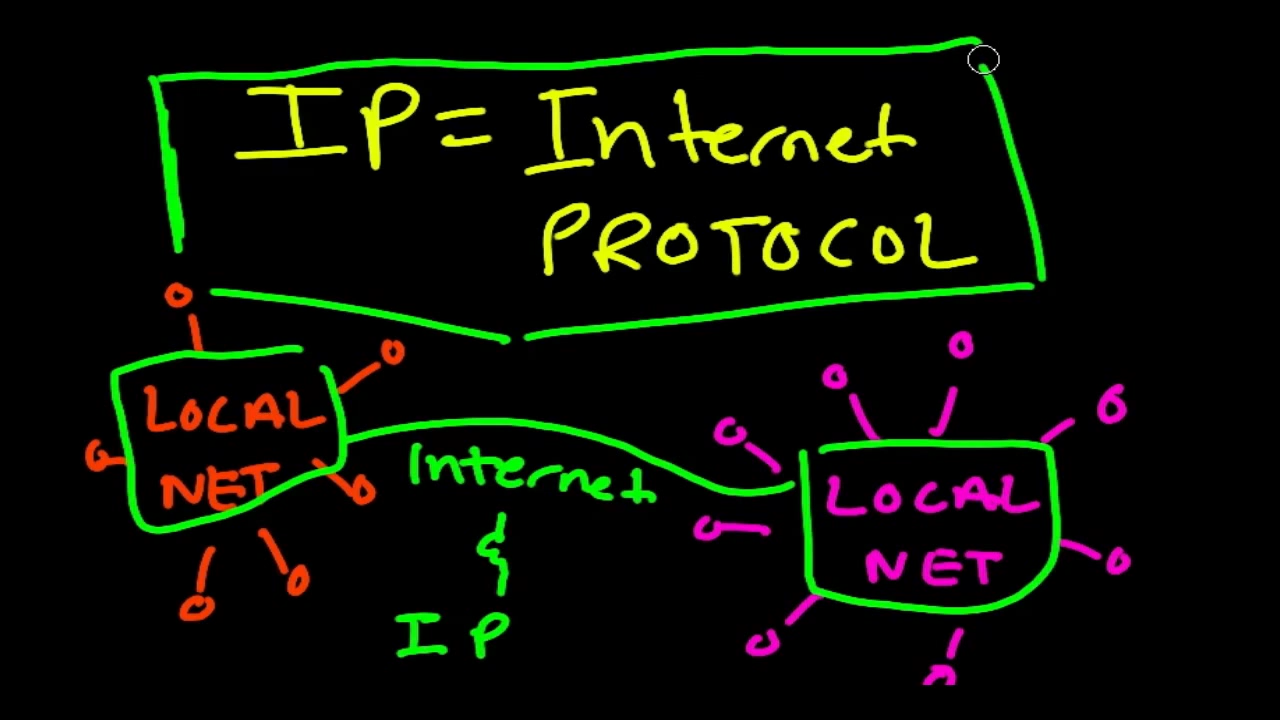 IP = Internet
PROTOCOL
LOCAL
NET
Internet
&
IP
LOCAL
NET